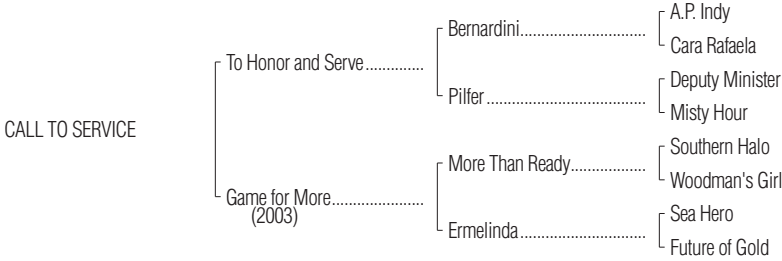 A.P. Indy
Bernardini
Cara Rafaela
To Honor and Serve
Deputy Minister
Pilfer
Misty Hour
CALL TO SERVICE
Southern Halo
More Than Ready
Woodman's Girl
Game for More
(2003)
Sea Hero
Ermelinda
Future of Gold